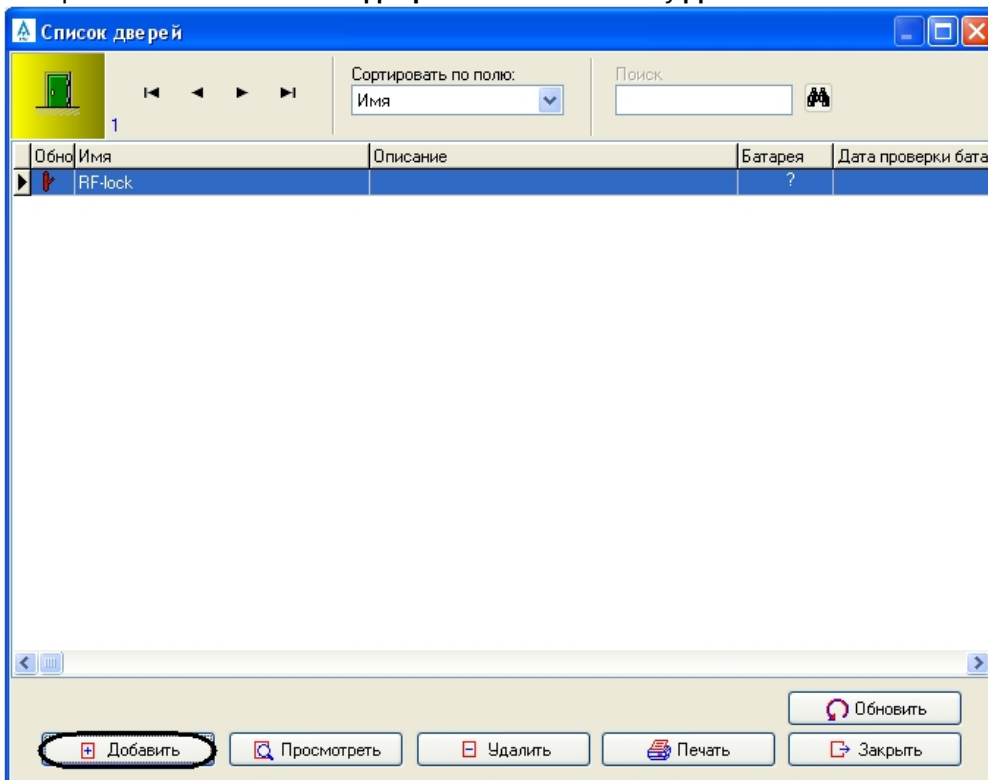 Список дверей
Сортировать по полю:
Поиск
Имя
1
Обно Имя Описание Батарея Дата проверки бата
RF-lock ?
Обновить
Добавить Просмотреть Удалить Печать Закрыть